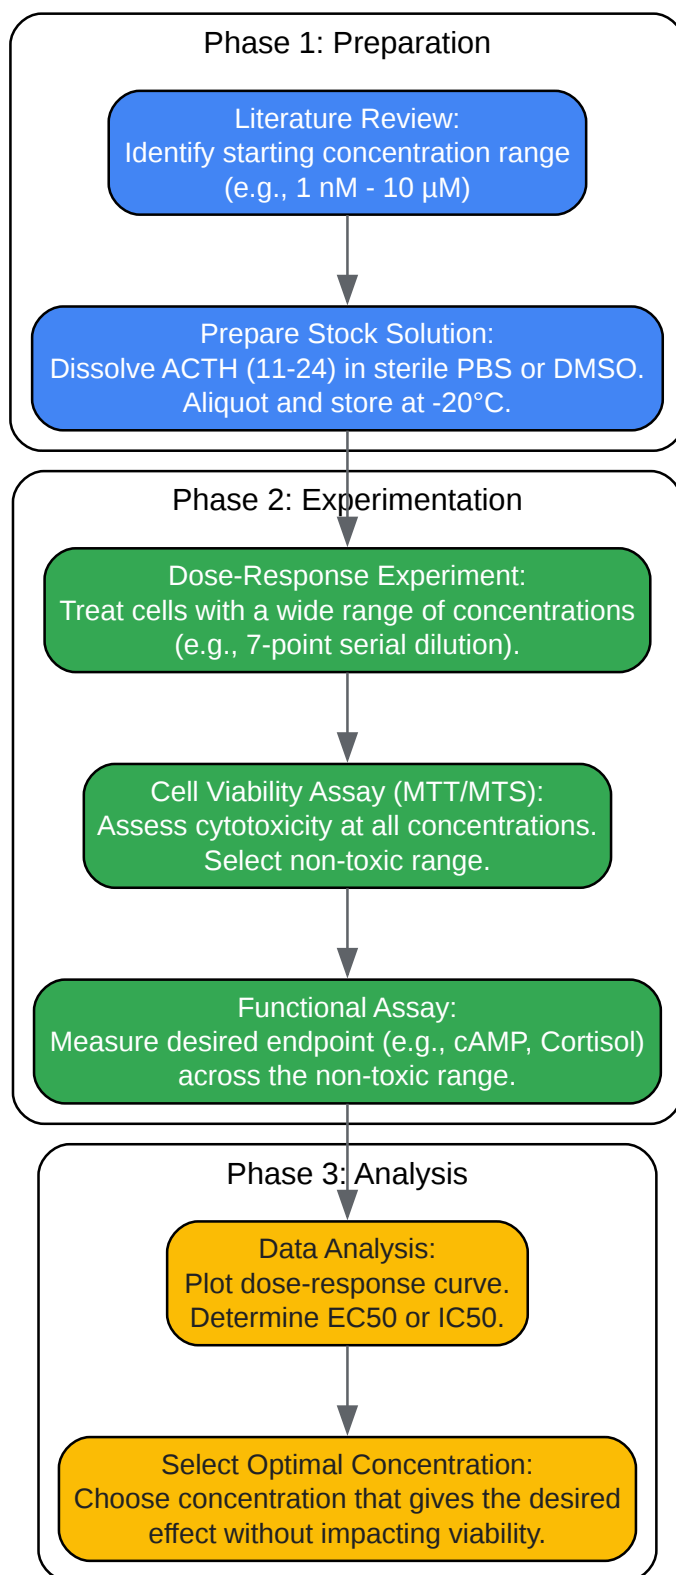 Phase 1: Preparation
Literature Review:
Identify starting concentration range
(e.g., 1 nM - 10 µM)
Prepare Stock Solution:
Dissolve ACTH (11-24) in sterile PBS or DMSO.
Aliquot and store at -20°C.
Phase 2: Experimentation
Dose-Response Experiment:
Treat cells with a wide range of concentrations
(e.g., 7-point serial dilution).
Cell Viability Assay (MTT/MTS):
Assess cytotoxicity at all concentrations.
Select non-toxic range.
Functional Assay:
Measure desired endpoint (e.g., cAMP, Cortisol)
across the non-toxic range.
Phase 3: Analysis
Data Analysis:
Plot dose-response curve.
Determine EC50 or IC50.
Select Optimal Concentration:
Choose concentration that gives the desired
effect without impacting viability.